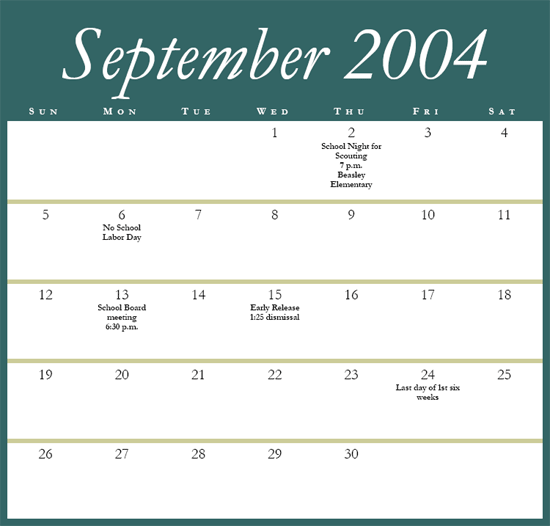 September 2004
SUN MON TUE WED THU FRI SAT
1 2 3 4
School Night for
Scouting
7 p.m.
Beasley
Elementary
5 6 7 8 9 10 11
No School
Labor Day
12 13 14 15 16 17 18
School Board
meeting
6:30 p.m.
Early Release
1:25 dismissal
19 20 21 22 23 24 25
Last day of 1st six
weeks
26 27 28 29 30